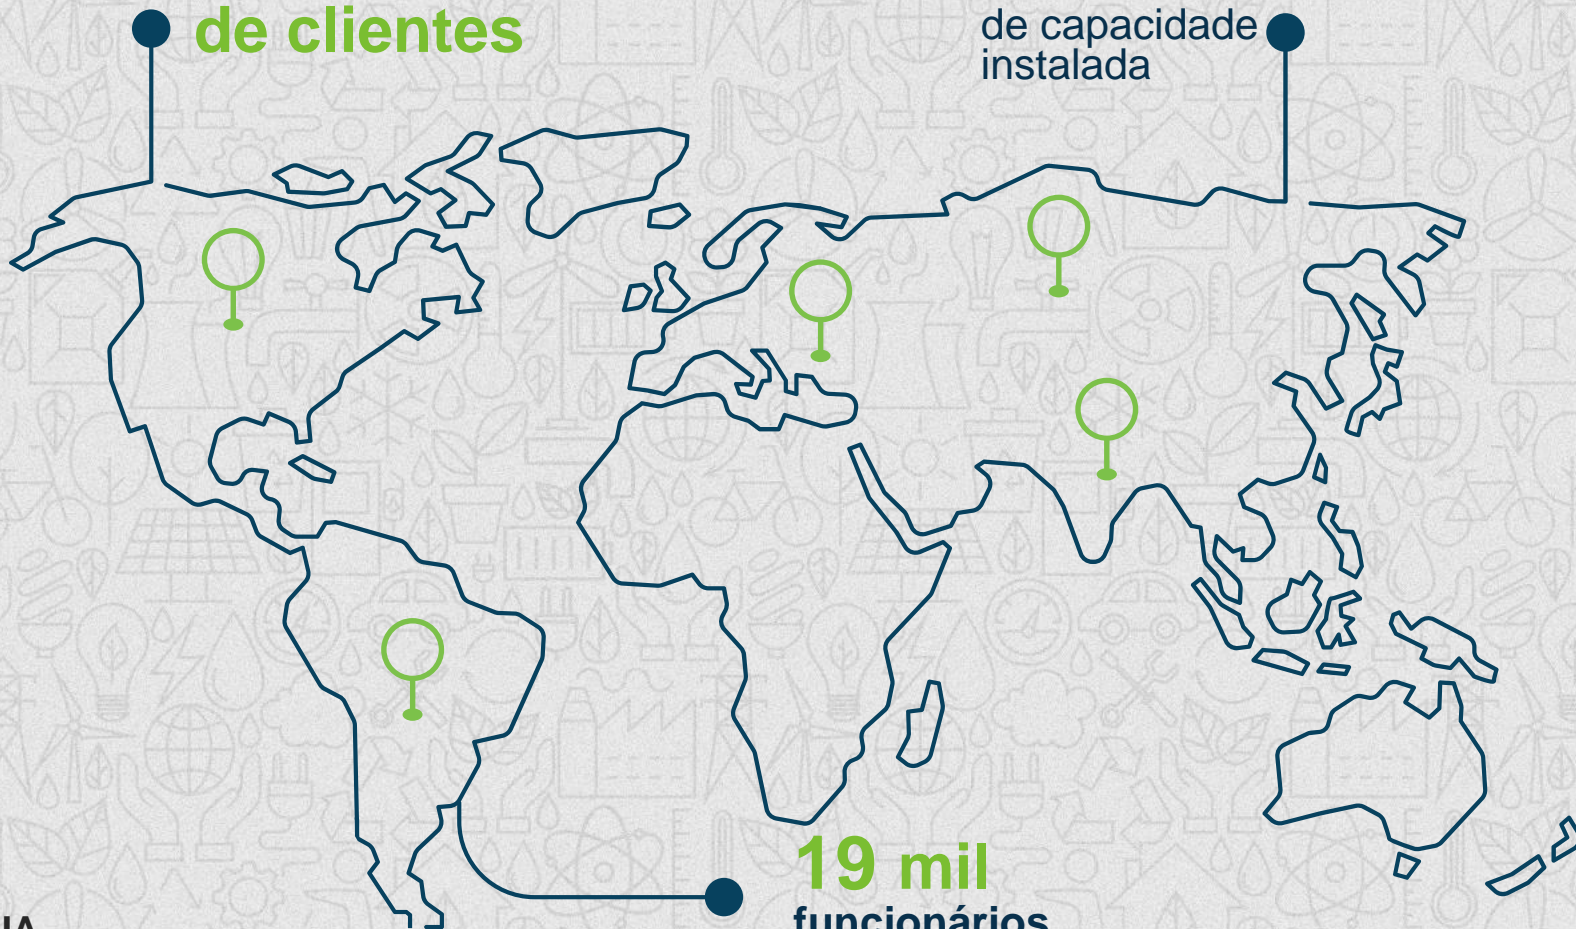 de clientes
de capacidade
instalada
19 mil
funcionários